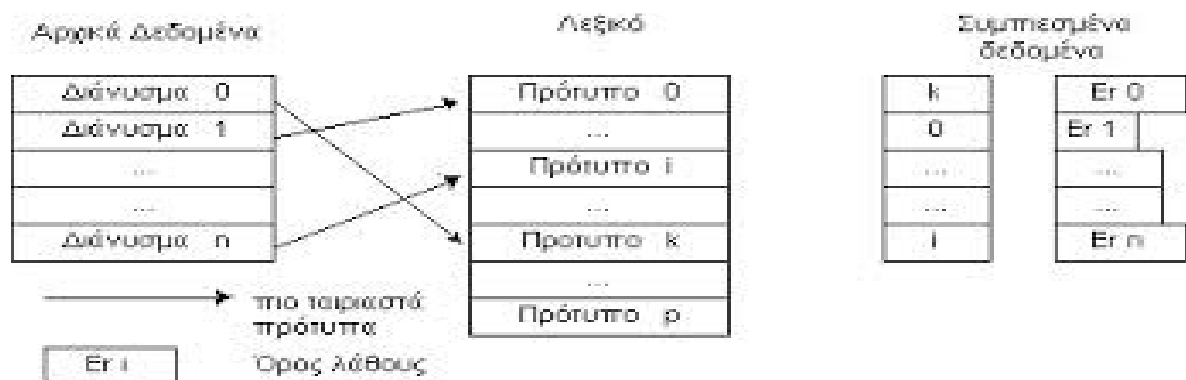 Αρχικά Δεδομένα
Διάνυσμα 0
Διάνυσμα 1
....
....
Διάνυσμα n
πιο ταιριαστά
πρότυπα
Er i
Όρος λάθους
Λεξικό
Πρότυπο 0
...
Πρότυπο i
...
Πρότυπο k
...
Πρότυπο p
Συμπιεσμένα
δεδομένα
k
0
....
....
i
Er 0
Er 1
....
....
Er n